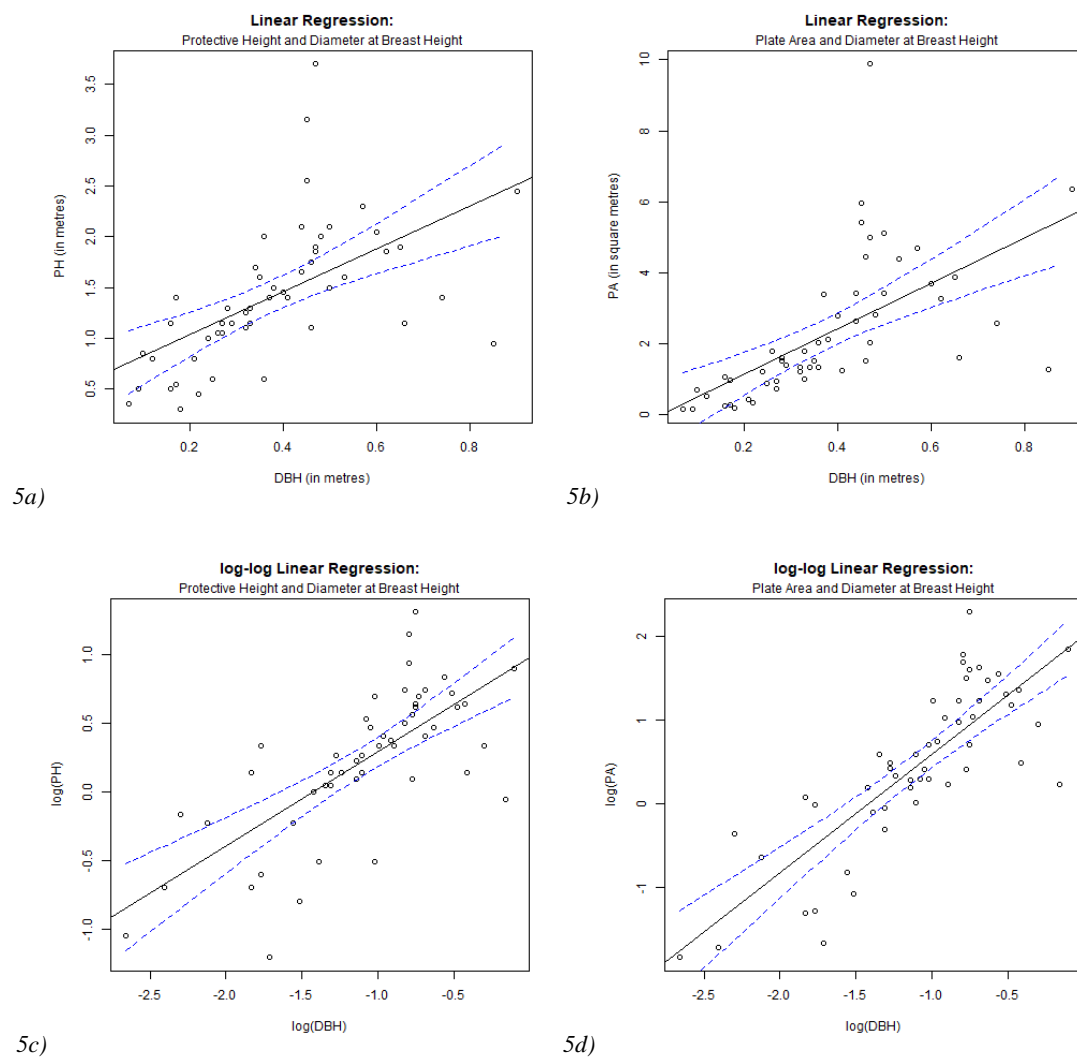 Linear Regression:
Protective Height and Diameter at Breast Height
PH (in metres)
3.5
3.0
2.5
2.0
1.5
1.0
0.5
0.2
0.4
0.6
0.8
DBH (in metres)
5a)
Linear Regression:
Plate Area and Diameter at Breast Height
PA (in square metres)
10
8
6
4
2
0
0.2
0.4
0.6
0.8
DBH (in metres)
5b)
log-log Linear Regression:
Protective Height and Diameter at Breast Height
log(PH)
1.0
0.5
0.0
-0.5
-1.0
-2.5
-2.0
-1.5
-1.0
-0.5
log(DBH)
5c)
log-log Linear Regression:
Plate Area and Diameter at Breast Height
log(PA)
2
1
0
-1
-2.5
-2.0
-1.5
-1.0
-0.5
log(DBH)
5d)